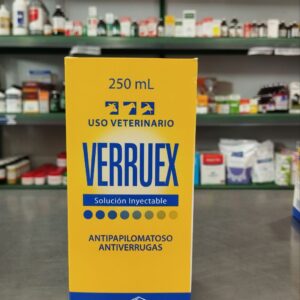 250 mL
USO VETERINARIO
VERRUEX
Solución Inyectable
ANTIPAPILOMATOSO
ANTIVERRUGAS